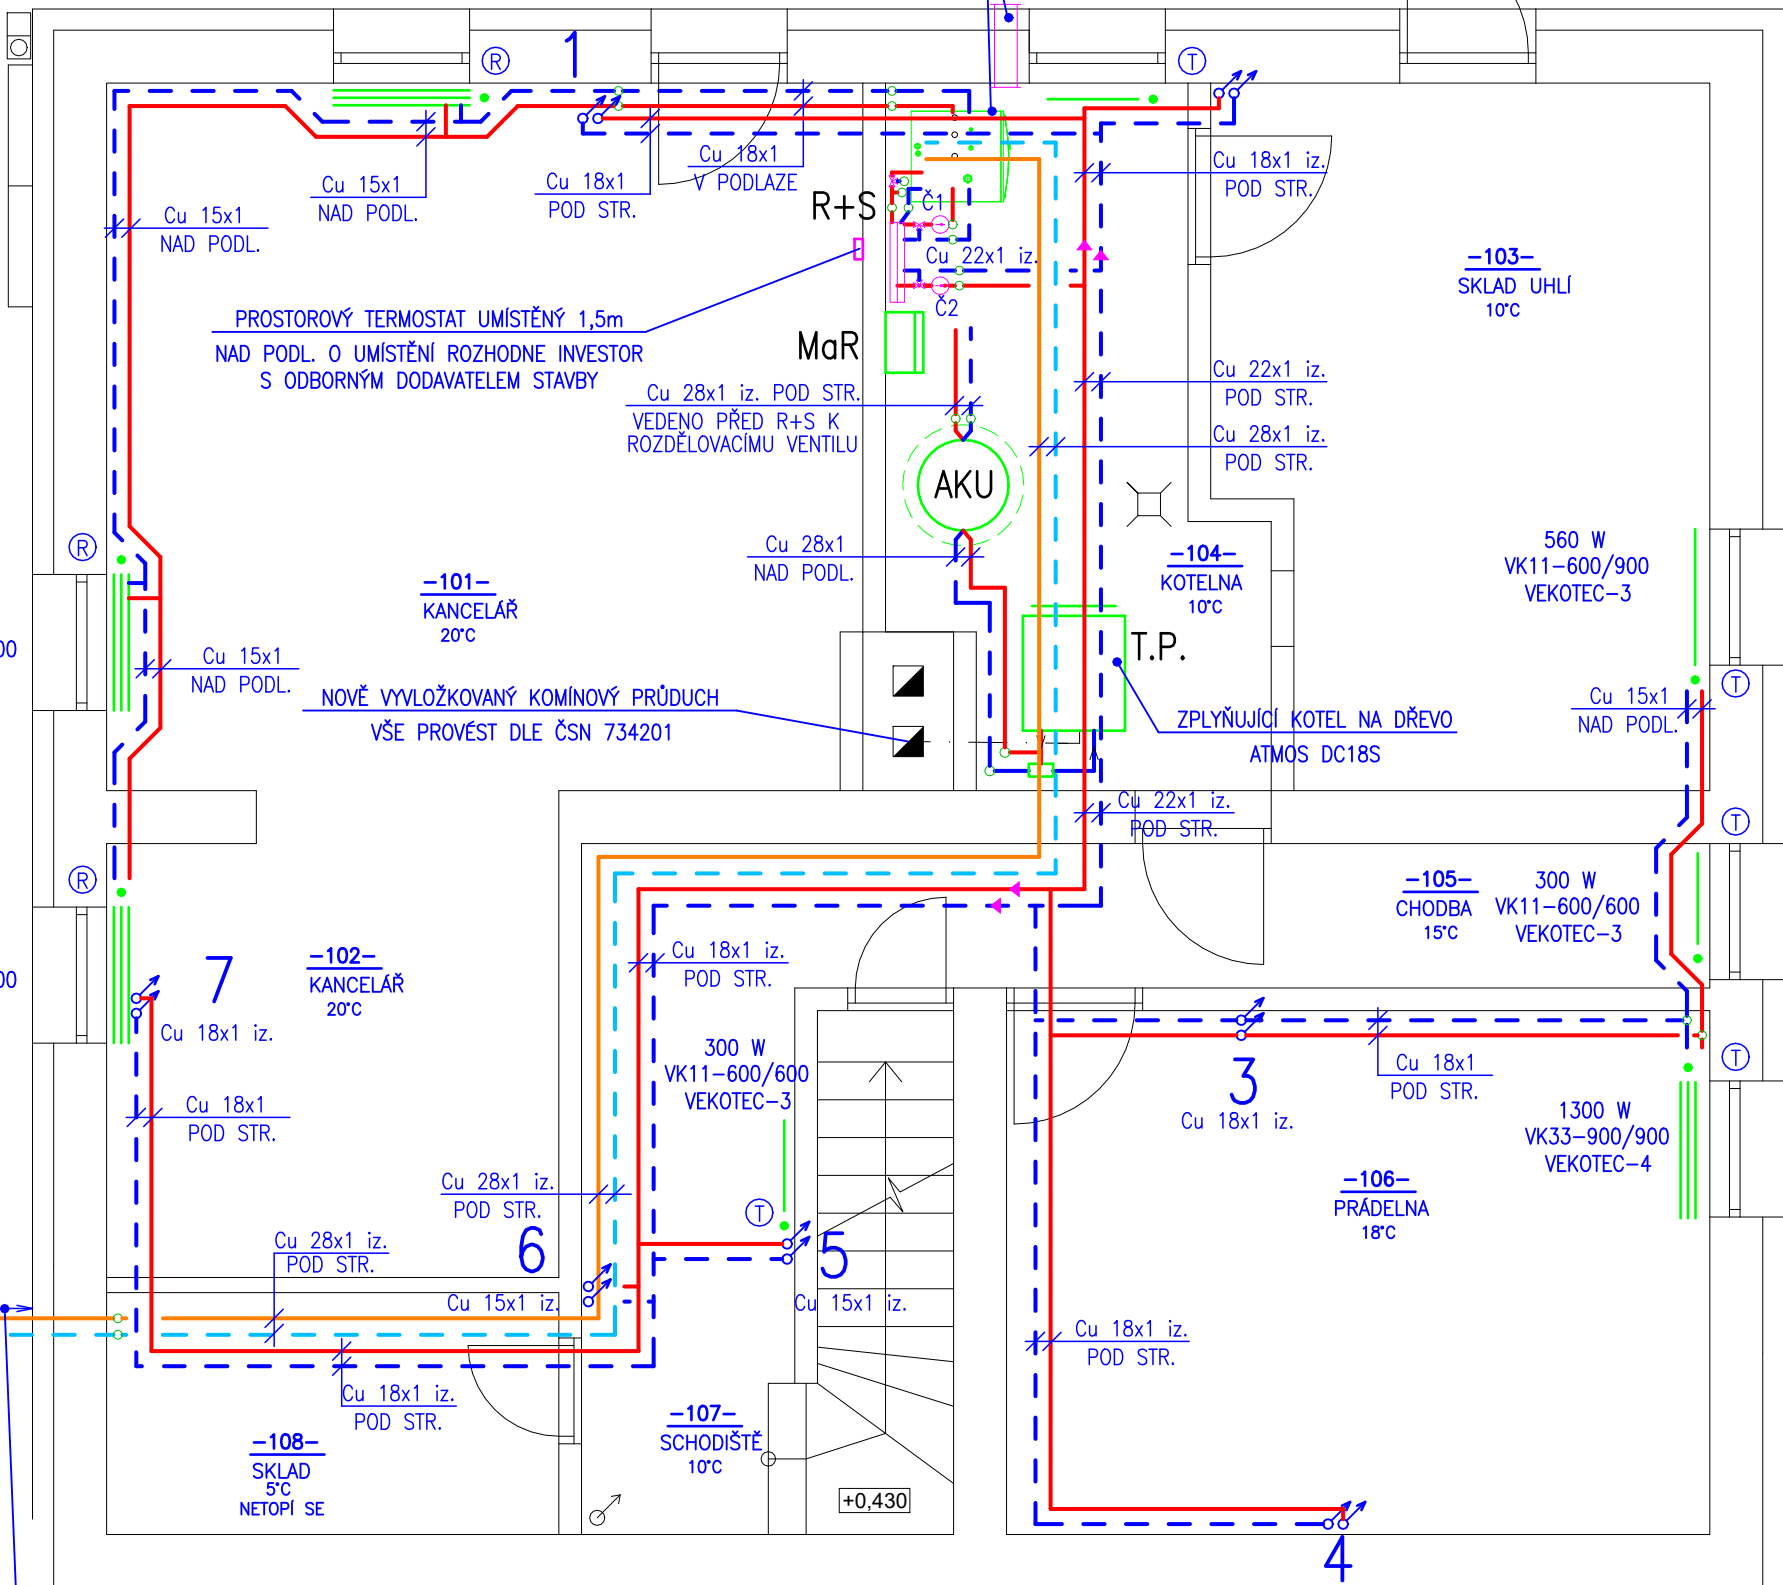 1
R
T
Cu 18x1
V PODLAZE
Cu 15x1
NAD PODL.
Cu 18x1
POD STR.
Cu 18x1 iz.
POD STR.
Cu 15x1
NAD PODL.
R+S
Č1
Cu 22x1 iz.
Č2
-103-
SKLAD UHLÍ
10°C
PROSTOROVÝ TERMOSTAT UMÍSTĚNÝ 1,5m
NAD PODL. O UMÍSTĚNÍ ROZHODNE INVESTOR
S ODBORNÝM DODAVATELEM STAVBY
MaR
Cu 28x1 iz. POD STR.
VEDENO PŘED R+S K
ROZDĚLOVACÍMU VENTILU
Cu 22x1 iz.
POD STR.
Cu 28x1 iz.
POD STR.
AKU
R
Cu 28x1
NAD PODL.
-101-
KANCELÁŘ
20°C
-104-
KOTELNA
10°C
560 W
VK11-600/900
VEKOTEC-3
00
Cu 15x1
NAD PODL.
T.P.
T
NOVĚ VYVLOŽKOVANÝ KOMÍNOVÝ PRŮDUCH
VŠE PROVÉST DLE ČSN 734201
ZPLYŇUJÍCÍ KOTEL NA DŘEVO
ATMOS DC18S
Cu 15x1
NAD PODL.
Cu 22x1 iz.
POD STR.
T
R
-105-
CHODBA
15°C
300 W
VK11-600/600
VEKOTEC-3
00
7
-102-
KANCELÁŘ
20°C
Cu 18x1 iz.
POD STR.
Cu 18x1 iz.
300 W
VK11-600/600
VEKOTEC-3
3
Cu 18x1 iz.
Cu 18x1
POD STR.
T
Cu 18x1
POD STR.
1300 W
VK33-900/900
VEKOTEC-4
Cu 28x1 iz.
POD STR.
-106-
PRÁDELNA
18°C
T
6
5
Cu 28x1 iz.
POD STR.
Cu 15x1 iz.
Cu 15x1 iz.
Cu 18x1 iz.
POD STR.
Cu 18x1 iz.
POD STR.
-107-
SCHODIŠTĚ
10°C
-108-
SKLAD
5°C
NETOPÍ SE
+0,430
4